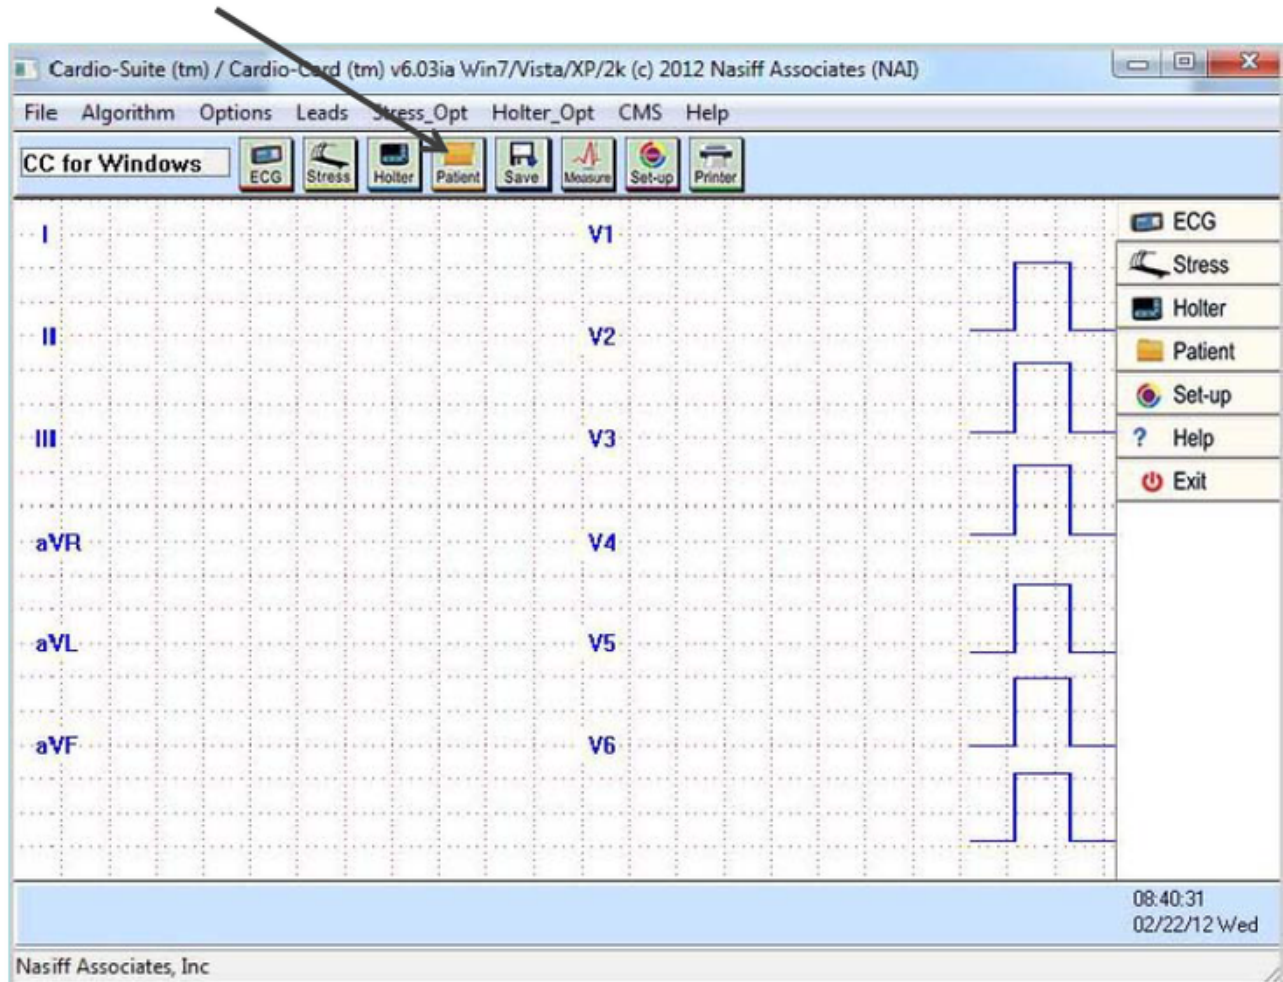 Cardio-Suite (tm) / Cardio-Card (tm) v6.03ia Win7/Vista/XP/2k (c) 2012 Nasiff Associates (NAI)
File Algorithm Options Leads Stress_Opt Holter_Opt CMS Help
CC for Windows ECG Stress Holter Patient Save Measure Set-up Printer
I V1
II V2
III V3
aVR V4
aVL V5
aVF V6
ECG
Stress
Holter
Patient
Set-up
? Help
Exit
08:40:31
02/22/12 Wed
Nasiff Associates, Inc